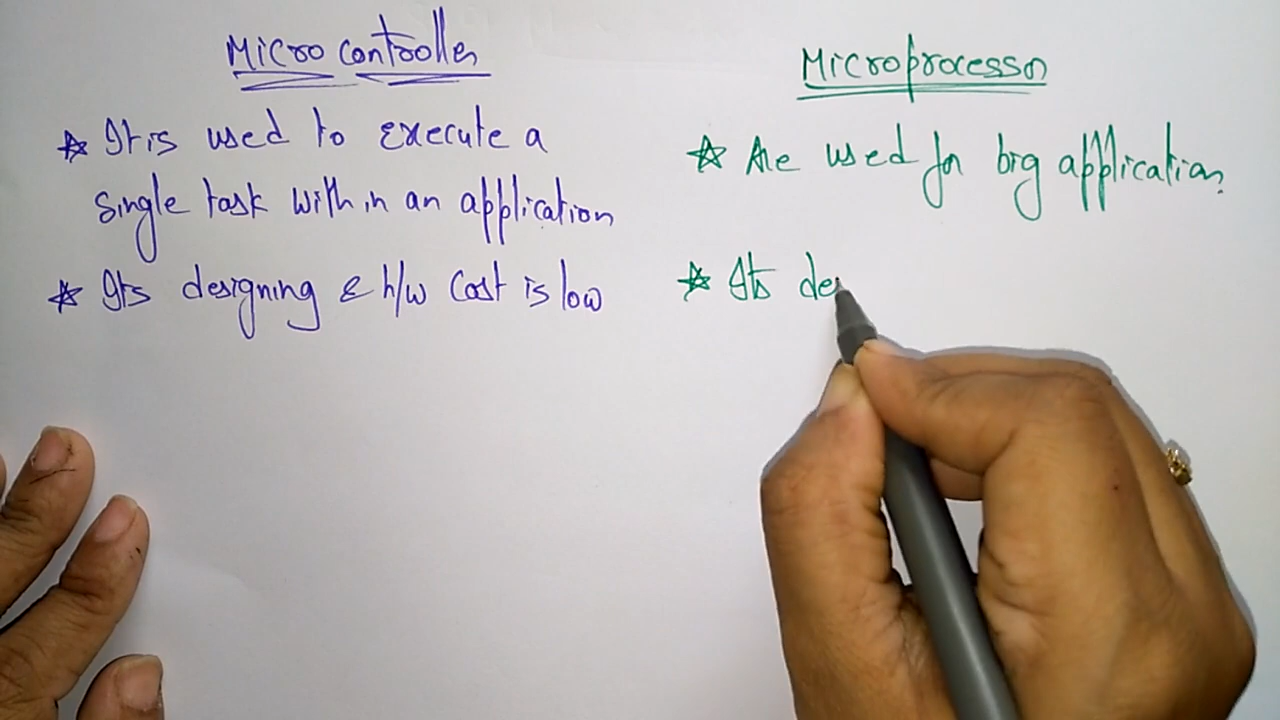 Micro controller
☆ It is used to execute a
single task with in an application
☆ Its designing & h/w cost is low
Microprocessor
☆ Are used for big application.
☆ Its de